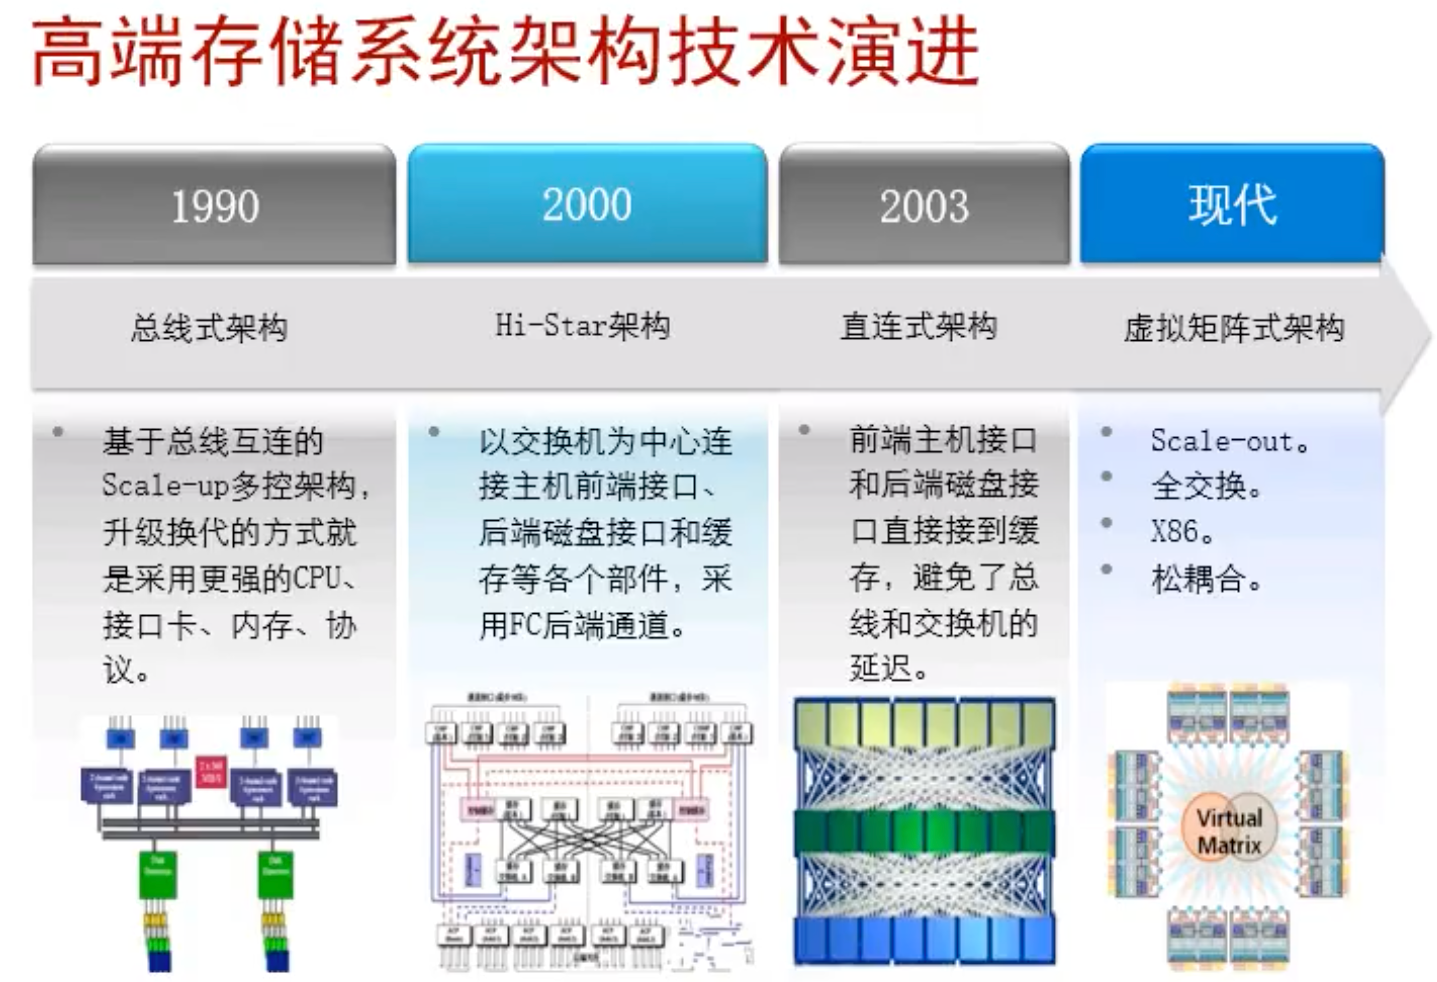 高端存储系统架构技术演进
1990
2000
2003
现代
总线式架构
Hi-Star架构
直连式架构
虚拟矩阵式架构
基于总线互连的
Scale-up多控架构，
升级换代的方式就
是采用更强的CPU、
接口卡、内存、协
议。
以交换机为中心连
接主机前端接口、
后端磁盘接口和缓
存等各个部件，采
用FC后端通道。
前端主机接口
和后端磁盘接
口直接接到缓
存，避免了总
线和交换机的
延迟。
Scale-out。
全交换。
X86。
松耦合。
Virtual
Matrix